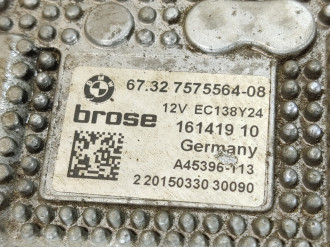 67.32 7575564-08
12V EC138Y24
brose
161419 10
Germany
A45396-113
2 20150330 30090